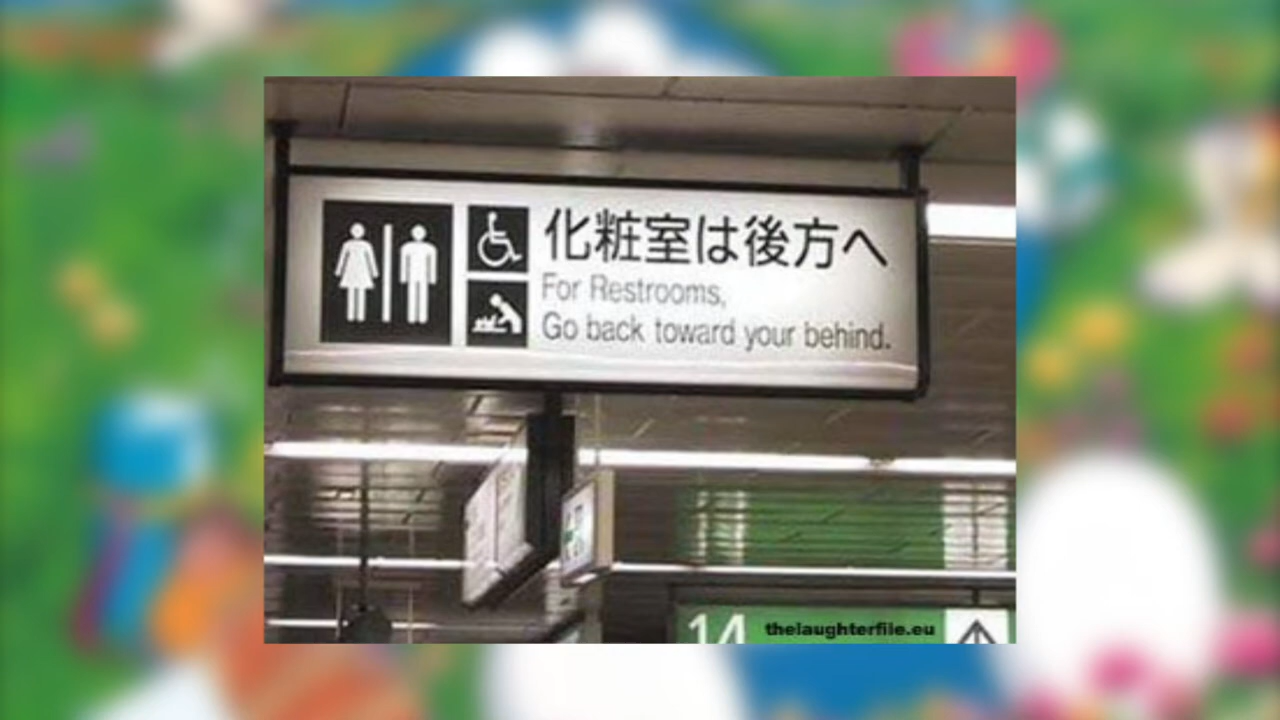 化粧室は後方へ
For Restrooms,
Go back toward your behind.
14
thelaughterfile.eu